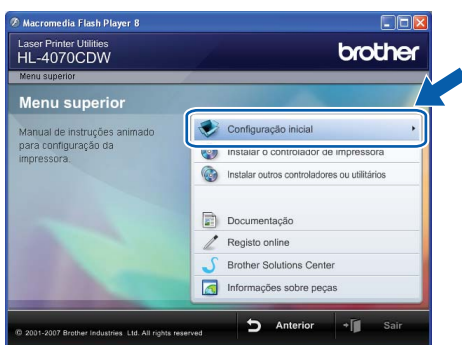 Macromedia Flash Player 8
Laser Printer Utilities
HL-4070CDW
brother
Menu superior
Menu superior
Manual de instruções animado
para configuração da
impressora.
Configuração inicial
Instalar o controlador de impressora
Instalar outros controladores ou utilitários
Documentação
Registo online
Brother Solutions Center
Informações sobre peças
© 2001-2007 Brother Industries. Ltd. All rights reserved
Anterior
Sair